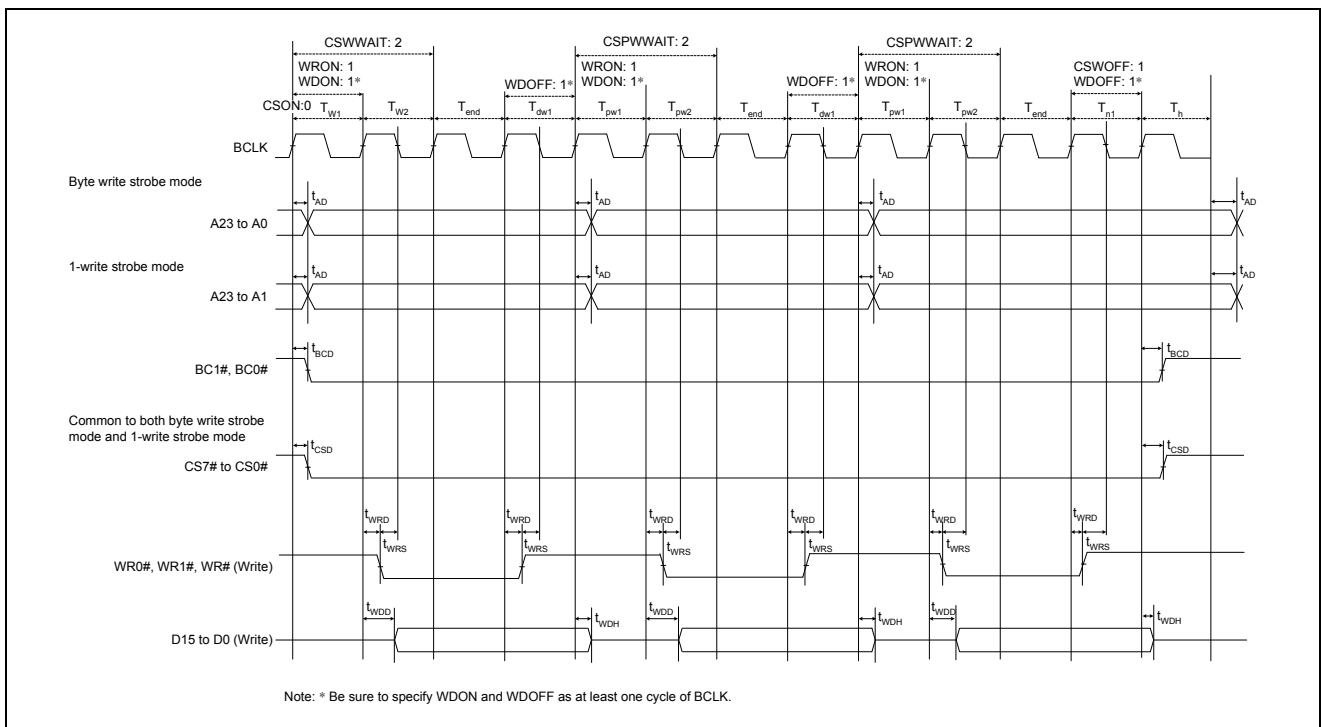 CSWWAIT: 2 CSPWWAIT: 2 CSPWWAIT: 2
WRON: 1 WRON: 1 WRON: 1 CSWOFF: 1
WDON: 1* WDOFF: 1* WDON: 1* WDOFF: 1* WDON: 1* WDOFF: 1*
CSON:0 TW1 TW2 Tend Tdw1 Tpw1 Tpw2 Tend Tdw1 Tpw1 Tpw2 Tend Tn1 Th
BCLK
Byte write strobe mode
tAD tAD tAD tAD
A23 to A0
1-write strobe mode
tAD tAD tAD tAD
A23 to A1
tBCD tBCD
BC1#, BC0#
Common to both byte write strobe
mode and 1-write strobe mode
tCSD tCSD
CS7# to CS0#
tWRD tWRD tWRD tWRD tWRD tWRD
tWRS tWRS tWRS tWRS tWRS tWRS
WR0#, WR1#, WR# (Write)
tWDD tWDH tWDD tWDH tWDD tWDH
D15 to D0 (Write)
Note: * Be sure to specify WDON and WDOFF as at least one cycle of BCLK.